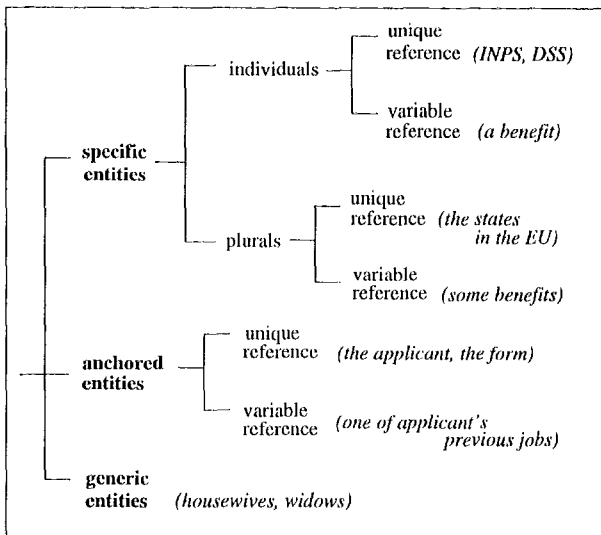 unique
reference (INPS, DSS)
individuals
variable
reference (a benefit)
specific
entities
unique
reference (the states
in the EU)
plurals
variable
reference (some benefits)
unique
reference (the applicant, the form)
anchored
entities
variable
reference (one of applicant's
previous jobs)
generic
entities (housewives, widows)